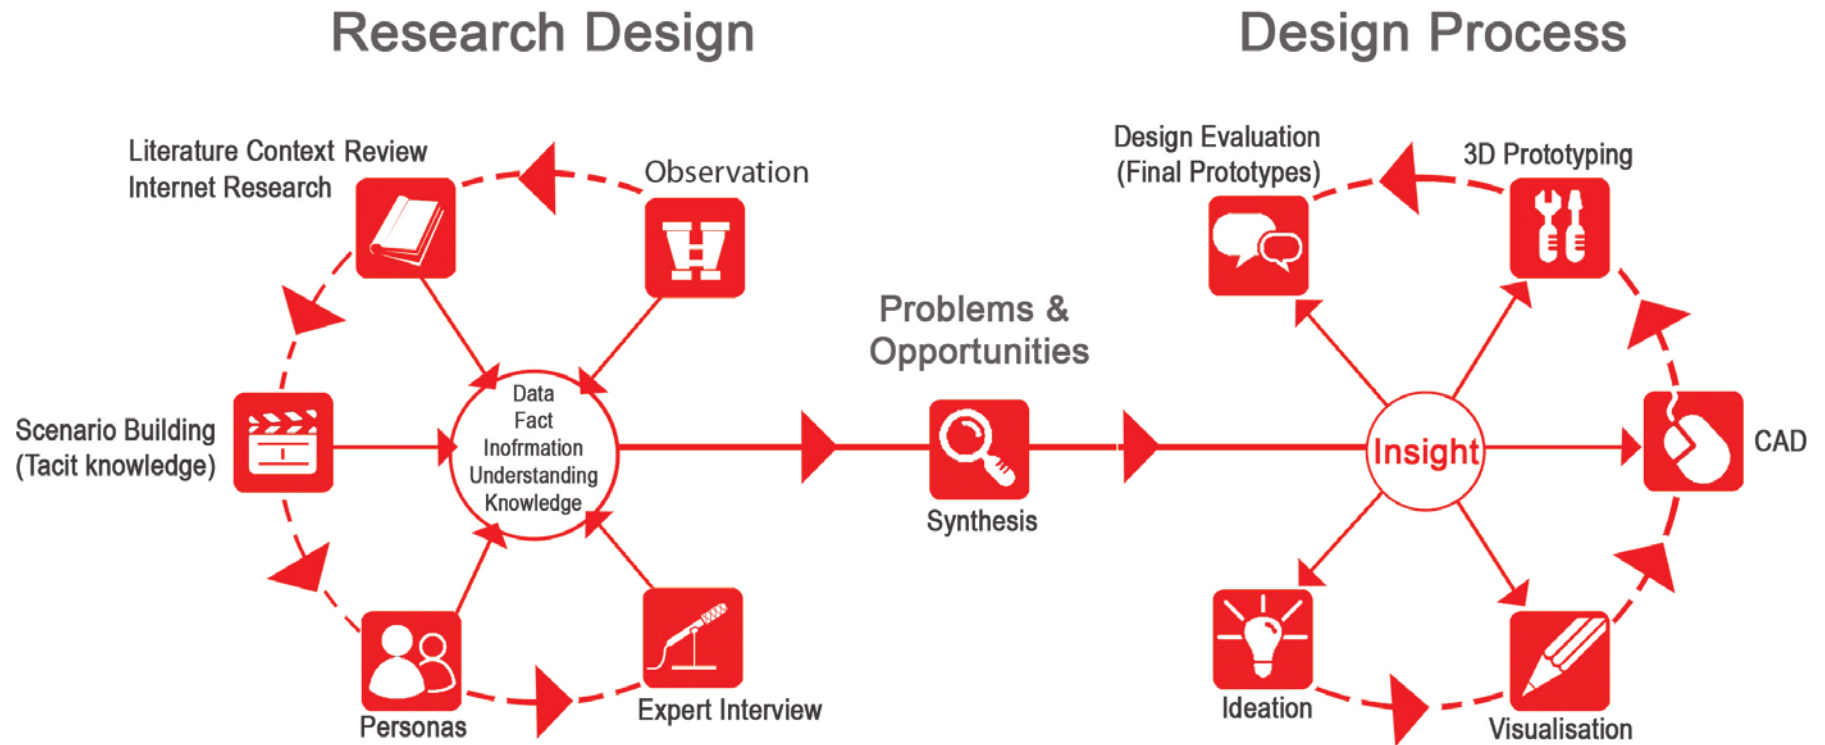 Research Design
Design Process
Literature Context Review
Internet Research
Observation
Design Evaluation
(Final Prototypes)
3D Prototyping
Problems &
Opportunities
Scenario Building
(Tacit knowledge)
Data
Fact
Inofrmation
Understanding
Knowledge
Synthesis
Insight
CAD
Personas
Expert Interview
Ideation
Visualisation